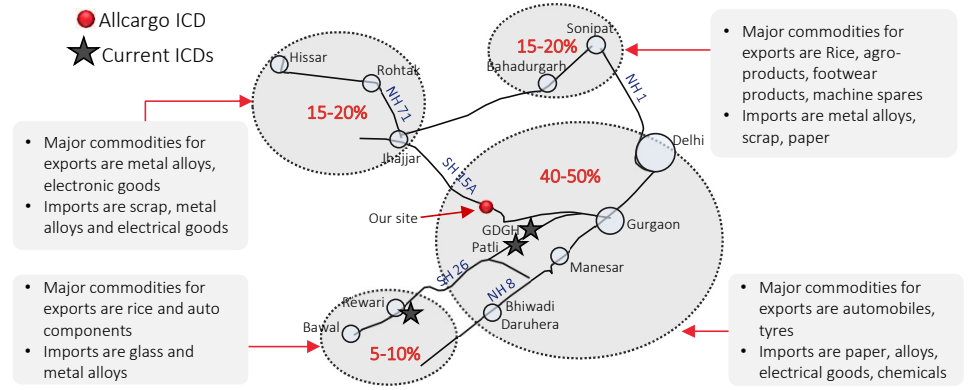 Allcargo ICD
Current ICDs
Hissar
Rohtak
NH 71
15-20%
Jhajjar
Sonipat
15-20%
Bahadurgarh
NH 1
Delhi
SH 15A
40-50%
Our site
GDGH
Patli
Gurgaon
Manesar
SH 26
NH 8
Bhiwadi
Daruhera
Rewari
Bawal
5-10%
• Major commodities for
exports are metal alloys,
electronic goods
• Imports are scrap, metal
alloys and electrical goods
• Major commodities for
exports are Rice, agro-
products, footwear
products, machine spares
• Imports are metal alloys,
scrap, paper
• Major commodities for
exports are rice and auto
components
• Imports are glass and
metal alloys
• Major commodities for
exports are automobiles,
tyres
• Imports are paper, alloys,
electrical goods, chemicals